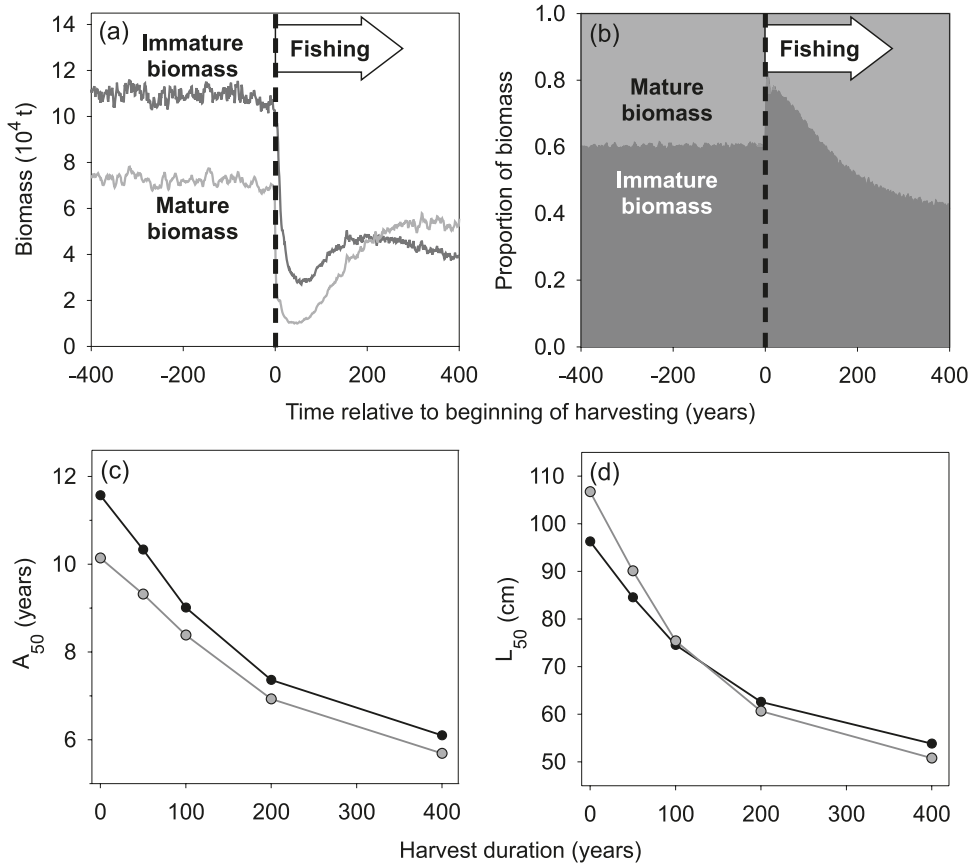 (a)
Immature
biomass
Fishing
Mature
biomass
Biomass (10⁴ t)
14
12
10
8
6
4
2
0
-400
-200
0
200
400
(b)
Fishing
Mature
biomass
Immature
biomass
Proportion of biomass
1.0
0.8
0.6
0.4
0.2
0.0
-400
-200
0
200
400
Time relative to beginning of harvesting (years)
(c)
A₅₀ (years)
12
10
8
6
0
100
200
300
400
(d)
L₅₀ (cm)
110
100
90
80
70
60
50
0
100
200
300
400
Harvest duration (years)